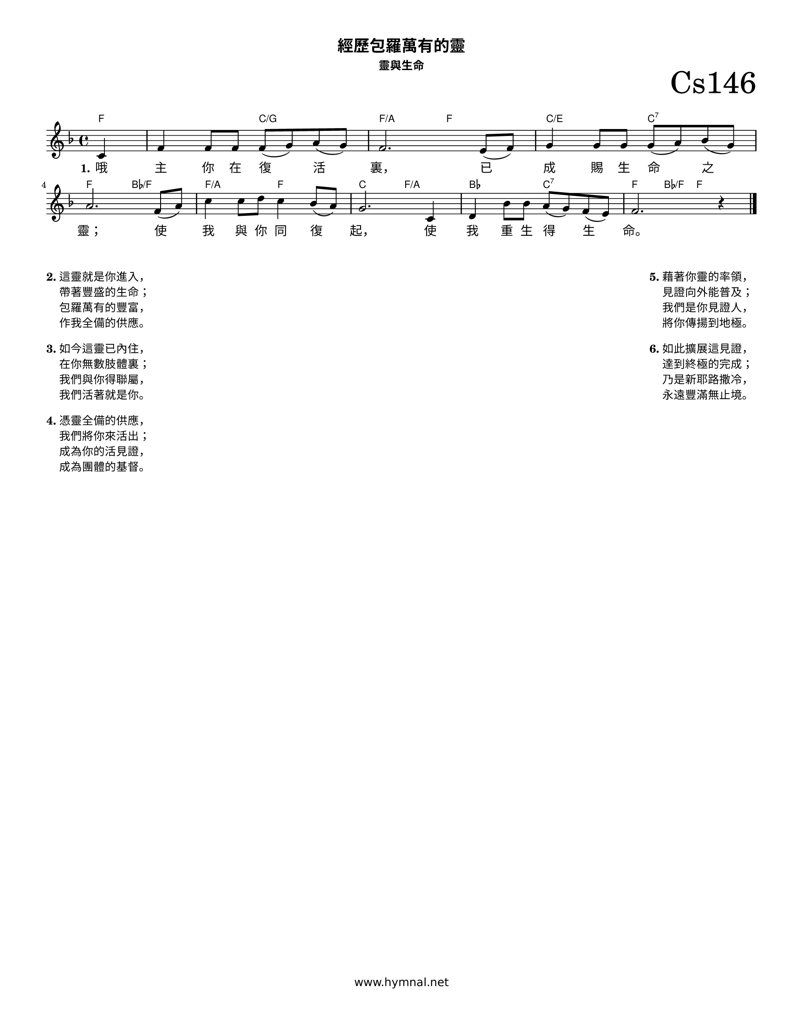 經歷包羅萬有的靈
靈與生命
Cs146
F C/G F/A F C/E C7
1. 哦 主 你 在 復 活 裏, 已 成 賜 生 命 之
4
F B♭/F F/A F C F/A B♭ C7 F B♭/F F
靈; 使 我 與 你 同 復 起, 使 我 重 生 得 生 命。
2. 這靈就是你進入,
帶著豐盛的生命;
包羅萬有的豐富,
作我全備的供應。
3. 如今這靈已內住,
在你無數肢體裏;
我們與你得聯屬,
我們活著就是你。
4. 憑靈全備的供應,
我們將你來活出;
成為你的活見證,
成為團體的基督。
5. 藉著你靈的率領,
見證向外能普及;
我們是你見證人,
將你傳揚到地極。
6. 如此擴展這見證,
達到終極的完成;
乃是新耶路撒冷,
永遠豐滿無止境。
www.hymnal.net